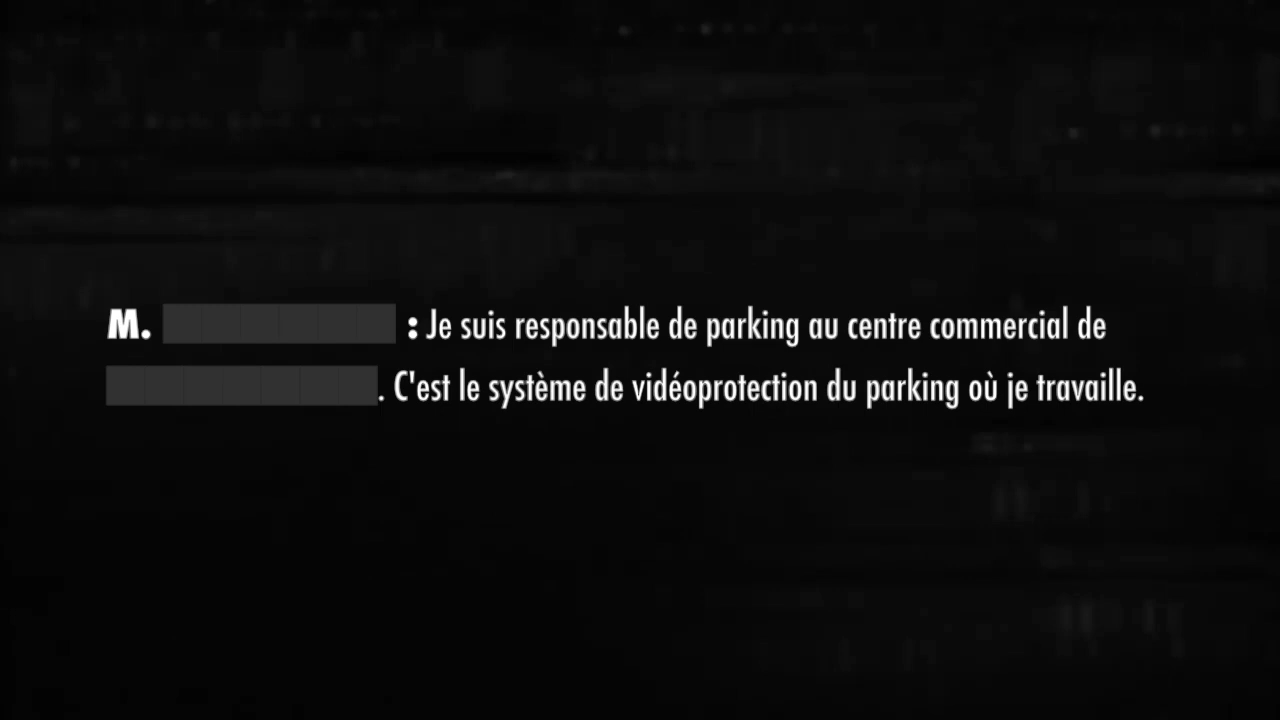 M. : Je suis responsable de parking au centre commercial de
. C'est le système de vidéoprotection du parking où je travaille.